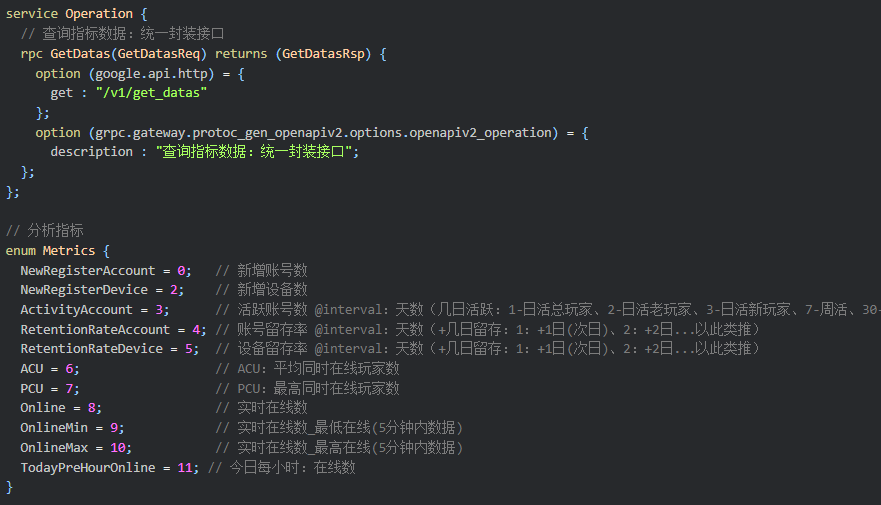 service Operation {
  // 查询指标数据: 统一封装接口
  rpc GetDatas(GetDatasReq) returns (GetDatasRsp) {
    option (google.api.http) = {
      get : "/v1/get_datas"
    };
    option (grpc.gateway.protoc_gen_openapiv2.options.openapiv2_operation) = {
      description : "查询指标数据: 统一封装接口";
  };
};

// 分析指标
enum Metrics {
  NewRegisterAccount = 0;   // 新增账号数
  NewRegisterDevice = 2;    // 新增设备数
  ActivityAccount = 3;      // 活跃账号数 @interval: 天数（几日活跃: 1-日活总玩家、2-日活老玩家、3-日活新玩家、7-周活、30-
  RetentionRateAccount = 4; // 账号留存率 @interval: 天数（+几日留存: 1: +1日(次日)、2: +2日...以此类推）
  RetentionRateDevice = 5;  // 设备留存率 @interval: 天数（+几日留存: 1: +1日(次日)、2: +2日...以此类推）
  ACU = 6;                  // ACU: 平均同时在线玩家数
  PCU = 7;                  // PCU: 最高同时在线玩家数
  Online = 8;               // 实时在线数
  OnlineMin = 9;            // 实时在线数_最低在线(5分钟内数据)
  OnlineMax = 10;           // 实时在线数_最高在线(5分钟内数据)
  TodayPreHourOnline = 11; // 今日每小时: 在线数
}